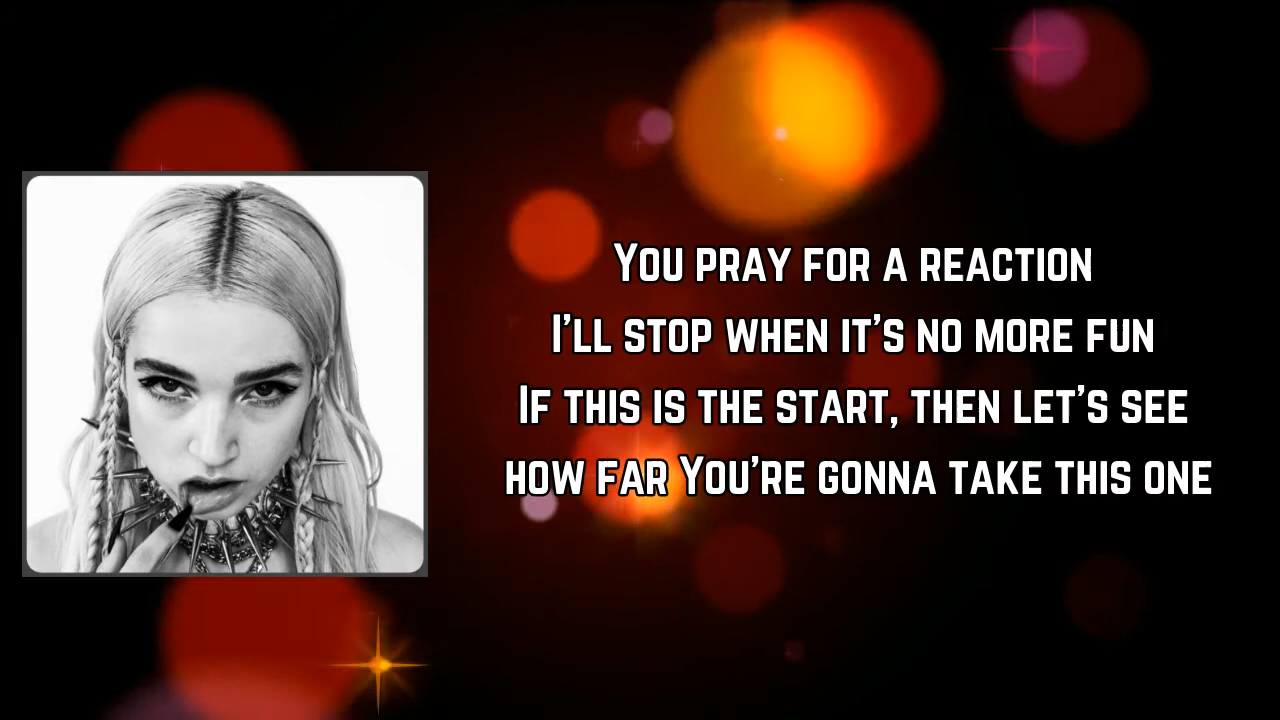 You pray for a reaction
I'll stop when it's no more fun
If this is the start, then let's see
how far You're gonna take this one